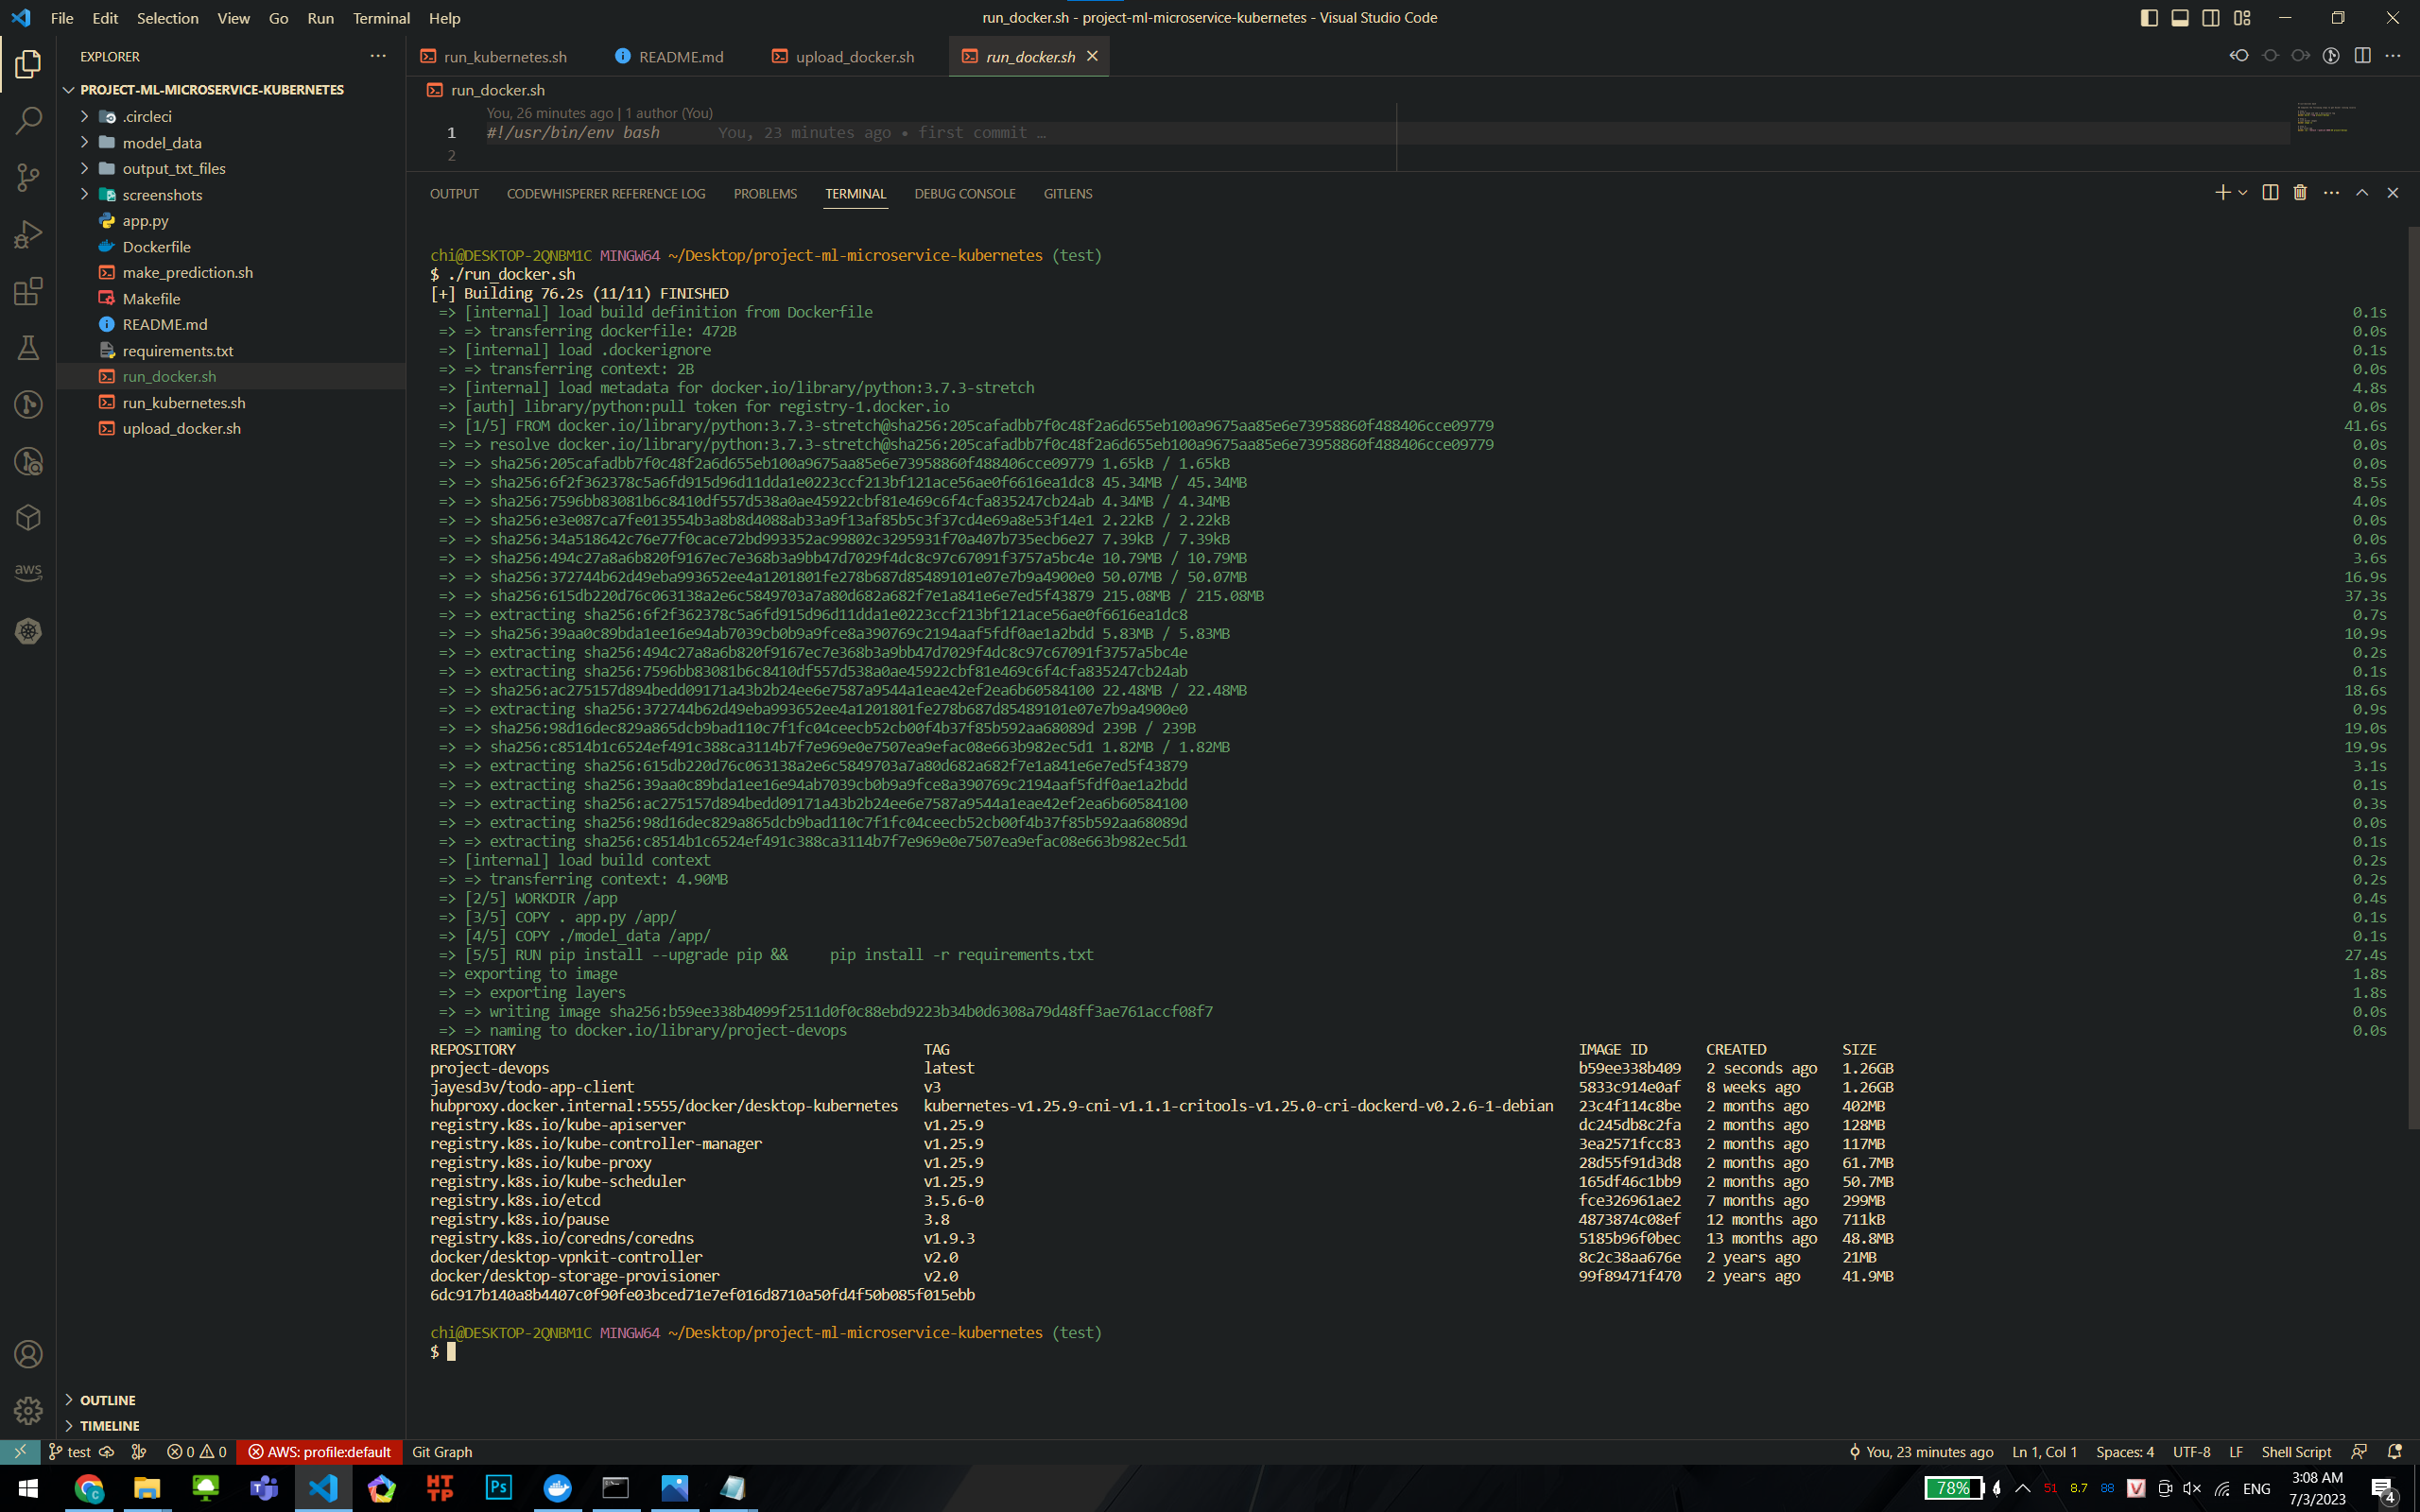 File Edit Selection View Go Run Terminal Help
run_docker.sh - project-ml-microservice-kubernetes - Visual Studio Code
EXPLORER
PROJECT-ML-MICROSERVICE-KUBERNETES
.circleci
model_data
output_txt_files
screenshots
app.py
Dockerfile
make_prediction.sh
Makefile
README.md
requirements.txt
run_docker.sh
run_kubernetes.sh
upload_docker.sh
OUTLINE
TIMELINE
aws
run_kubernetes.sh README.md upload_docker.sh run_docker.sh
run_docker.sh
You, 26 minutes ago | 1 author (You)
1 #!/usr/bin/env bash You, 23 minutes ago • first commit …
2
OUTPUT CODEWHISPERER REFERENCE LOG PROBLEMS TERMINAL DEBUG CONSOLE GITLENS
chi@DESKTOP-2QNBM1C MINGW64 ~/Desktop/project-ml-microservice-kubernetes (test)
$ ./run_docker.sh
[+] Building 76.2s (11/11) FINISHED
=> [internal] load build definition from Dockerfile 0.1s
=> => transferring dockerfile: 472B 0.0s
=> [internal] load .dockerignore 0.1s
=> => transferring context: 2B 0.0s
=> [internal] load metadata for docker.io/library/python:3.7.3-stretch 4.8s
=> [auth] library/python:pull token for registry-1.docker.io 0.0s
=> [1/5] FROM docker.io/library/python:3.7.3-stretch@sha256:205cafadbb7f0c48f2a6d655eb100a9675aa85e6e73958860f488406cce09779 41.6s
=> => resolve docker.io/library/python:3.7.3-stretch@sha256:205cafadbb7f0c48f2a6d655eb100a9675aa85e6e73958860f488406cce09779 0.0s
=> => sha256:205cafadbb7f0c48f2a6d655eb100a9675aa85e6e73958860f488406cce09779 1.65kB / 1.65kB 0.0s
=> => sha256:6f2f362378c5a6fd915d96d11dda1e0223ccf213bf121ace56ae0f6616ea1dc8 45.34MB / 45.34MB 8.5s
=> => sha256:7596bb83081b6c8410df557d538a0ae45922cbf81e469c6f4cfa835247cb24ab 4.34MB / 4.34MB 4.0s
=> => sha256:e3e087ca7fe013554b3a8b8d4088ab33a9f13af85b5c3f37cd4e69a8e53f14e1 2.22kB / 2.22kB 0.0s
=> => sha256:34a518642c76e77f0cace72bd993352ac99802c3295931f70a407b735ecb6e27 7.39kB / 7.39kB 0.0s
=> => sha256:494c27a8a6b820f9167ec7e368b3a9bb47d7029f4dc8c97c67091f3757a5bc4e 10.79MB / 10.79MB 3.6s
=> => sha256:372744b62d49eba993652ee4a1201801fe278b687d85489101e07e7b9a4900e0 50.07MB / 50.07MB 16.9s
=> => sha256:615db220d76c063138a2e6c5849703a7a80d682a682f7e1a841e6e7ed5f43879 215.08MB / 215.08MB 37.3s
=> => extracting sha256:6f2f362378c5a6fd915d96d11dda1e0223ccf213bf121ace56ae0f6616ea1dc8 0.7s
=> => sha256:39aa0c89bda1ee16e94ab7039cb0b9a9fce8a390769c2194aaf5fdf0ae1a2bdd 5.83MB / 5.83MB 10.9s
=> => extracting sha256:494c27a8a6b820f9167ec7e368b3a9bb47d7029f4dc8c97c67091f3757a5bc4e 0.2s
=> => extracting sha256:7596bb83081b6c8410df557d538a0ae45922cbf81e469c6f4cfa835247cb24ab 0.1s
=> => sha256:ac275157d894bedd09171a43b2b24ee6e7587a9544a1eae42ef2ea6b60584100 22.48MB / 22.48MB 18.6s
=> => extracting sha256:372744b62d49eba993652ee4a1201801fe278b687d85489101e07e7b9a4900e0 0.9s
=> => sha256:98d16dec829a865dcb9bad110c7f1fc04ceecb52cb00f4b37f85b592aa68089d 239B / 239B 19.0s
=> => sha256:c8514b1c6524ef491c388ca3114b7f7e969e0e7507ea9efac08e663b982ec5d1 1.82MB / 1.82MB 19.9s
=> => extracting sha256:615db220d76c063138a2e6c5849703a7a80d682a682f7e1a841e6e7ed5f43879 3.1s
=> => extracting sha256:39aa0c89bda1ee16e94ab7039cb0b9a9fce8a390769c2194aaf5fdf0ae1a2bdd 0.1s
=> => extracting sha256:ac275157d894bedd09171a43b2b24ee6e7587a9544a1eae42ef2ea6b60584100 0.3s
=> => extracting sha256:98d16dec829a865dcb9bad110c7f1fc04ceecb52cb00f4b37f85b592aa68089d 0.0s
=> => extracting sha256:c8514b1c6524ef491c388ca3114b7f7e969e0e7507ea9efac08e663b982ec5d1 0.1s
=> [internal] load build context 0.2s
=> => transferring context: 4.90MB 0.2s
=> [2/5] WORKDIR /app 0.4s
=> [3/5] COPY . app.py /app/ 0.1s
=> [4/5] COPY ./model_data /app/ 0.1s
=> [5/5] RUN pip install --upgrade pip && pip install -r requirements.txt 27.4s
=> exporting to image 1.8s
=> => exporting layers 1.8s
=> => writing image sha256:b59ee338b4099f2511d0f0c88ebd9223b34b0d6308a79d48ff3ae761accf08f7 0.0s
=> => naming to docker.io/library/project-devops 0.0s
REPOSITORY TAG IMAGE ID CREATED SIZE
project-devops latest b59ee338b409 2 seconds ago 1.26GB
jayesd3v/todo-app-client v3 5833c914e0af 8 weeks ago 1.26GB
hubproxy.docker.internal:5555/docker/desktop-kubernetes kubernetes-v1.25.9-cni-v1.1.1-critools-v1.25.0-cri-dockerd-v0.2.6-1-debian 23c4f114c8be 2 months ago 402MB
registry.k8s.io/kube-apiserver v1.25.9 dc245db8c2fa 2 months ago 128MB
registry.k8s.io/kube-controller-manager v1.25.9 3ea2571fcc83 2 months ago 117MB
registry.k8s.io/kube-proxy v1.25.9 28d55f91d3d8 2 months ago 61.7MB
registry.k8s.io/kube-scheduler v1.25.9 165df46c1bb9 2 months ago 50.7MB
registry.k8s.io/etcd 3.5.6-0 fce326961ae2 7 months ago 299MB
registry.k8s.io/pause 3.8 4873874c08ef 12 months ago 711kB
registry.k8s.io/coredns/coredns v1.9.3 5185b96f0bec 13 months ago 48.8MB
docker/desktop-vpnkit-controller v2.0 8c2c38aa676e 2 years ago 21MB
docker/desktop-storage-provisioner v2.0 99f89471f470 2 years ago 41.9MB
6dc917b140a8b4407c0f90fe03bced71e7ef016d8710a50fd4f50b085f015ebb
chi@DESKTOP-2QNBM1C MINGW64 ~/Desktop/project-ml-microservice-kubernetes (test)
$
test 0 0 AWS: profile:default Git Graph You, 23 minutes ago Ln 1, Col 1 Spaces: 4 UTF-8 LF Shell Script
HTTP Ps 78% 51 8.7 88 V ENG 3:08 AM
7/3/2023 4